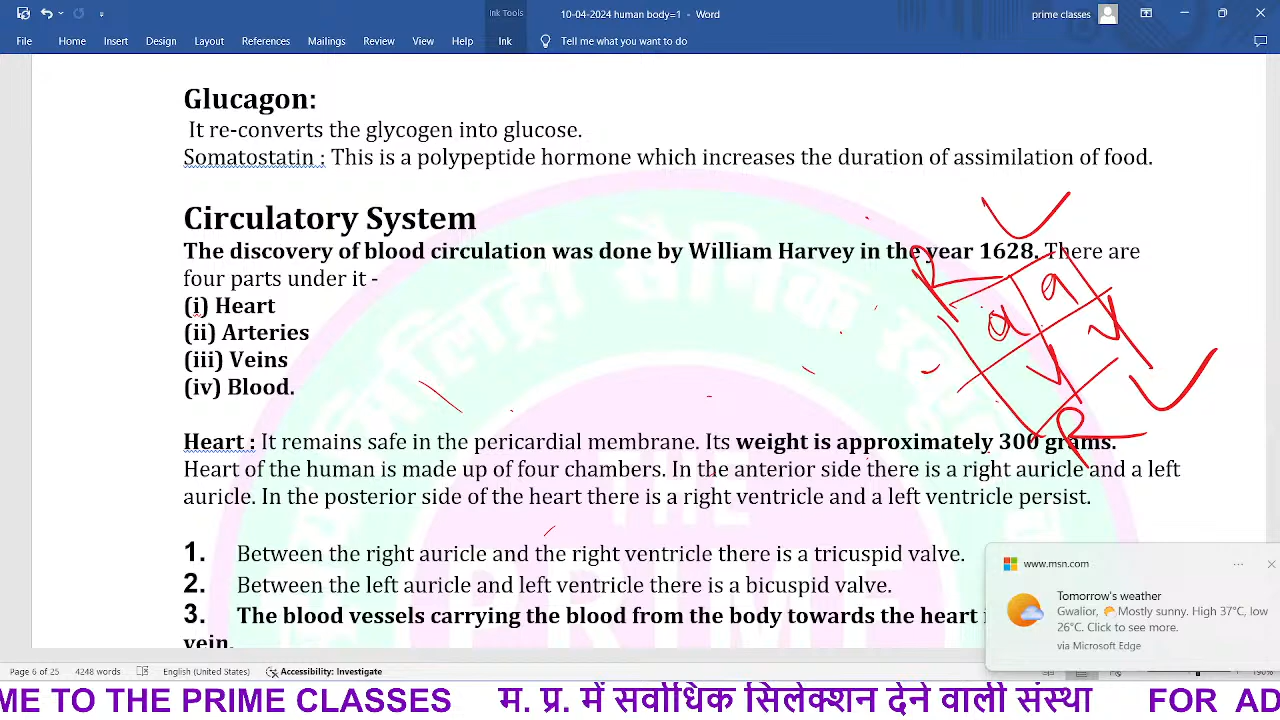 Ink Tools
10-04-2024 human body=1 - Word
prime classes
File Home Insert Design Layout References Mailings Review View Help Ink Tell me what you want to do
Glucagon:
It re-converts the glycogen into glucose.
Somatostatin : This is a polypeptide hormone which increases the duration of assimilation of food.
Circulatory System
The discovery of blood circulation was done by William Harvey in the year 1628. There are
four parts under it -
(i) Heart
(ii) Arteries
(iii) Veins
(iv) Blood.
R L
a a
V V
R L
Heart : It remains safe in the pericardial membrane. Its weight is approximately 300 grams.
Heart of the human is made up of four chambers. In the anterior side there is a right auricle and a left
auricle. In the posterior side of the heart there is a right ventricle and a left ventricle persist.
THE
PRIME
1. Between the right auricle and the right ventricle there is a tricuspid valve.
2. Between the left auricle and left ventricle there is a bicuspid valve.
3. The blood vessels carrying the blood from the body towards the heart
vein.
www.msn.com
Tomorrow's weather
Gwalior, Mostly sunny. High 37°C, low
26°C. Click to see more.
via Microsoft Edge
Page 6 of 25 4248 words English (United States) Accessibility: Investigate 190%
ME TO THE PRIME CLASSES म. प्र. में सर्वाधिक सिलेक्शन देने वाली संस्था FOR AD